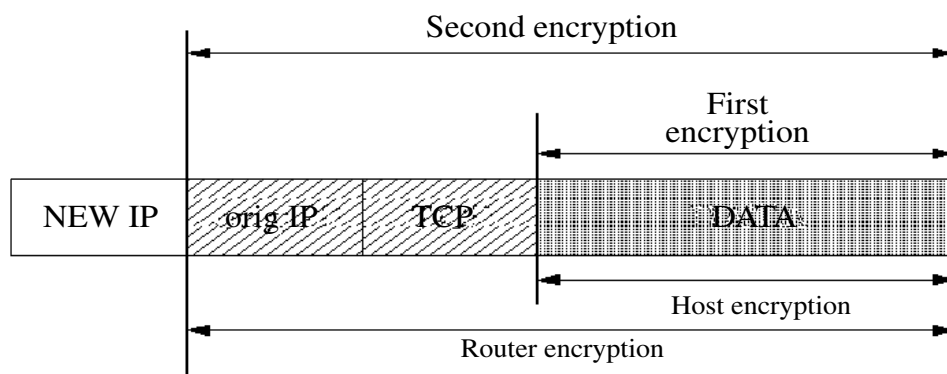 Second encryption
First
encryption
NEW IP orig IP TCP DATA
Host encryption
Router encryption